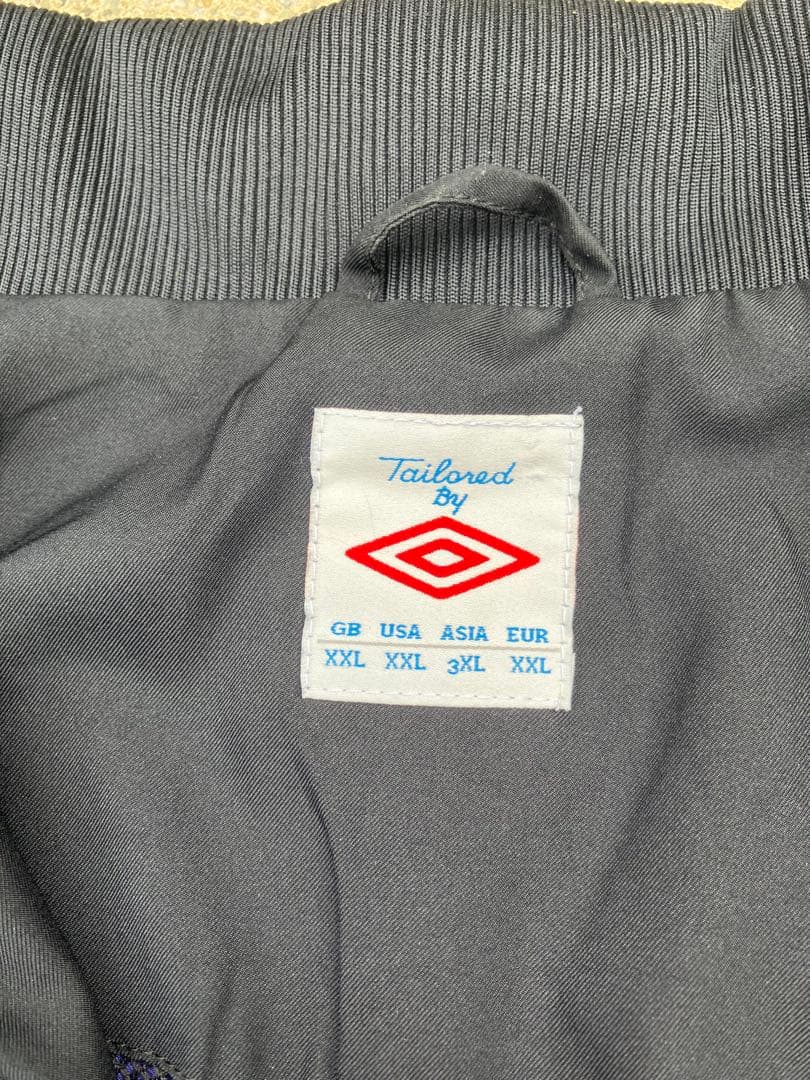 Tailored
By
GB USA ASIA EUR
XXL XXL 3XL XXL